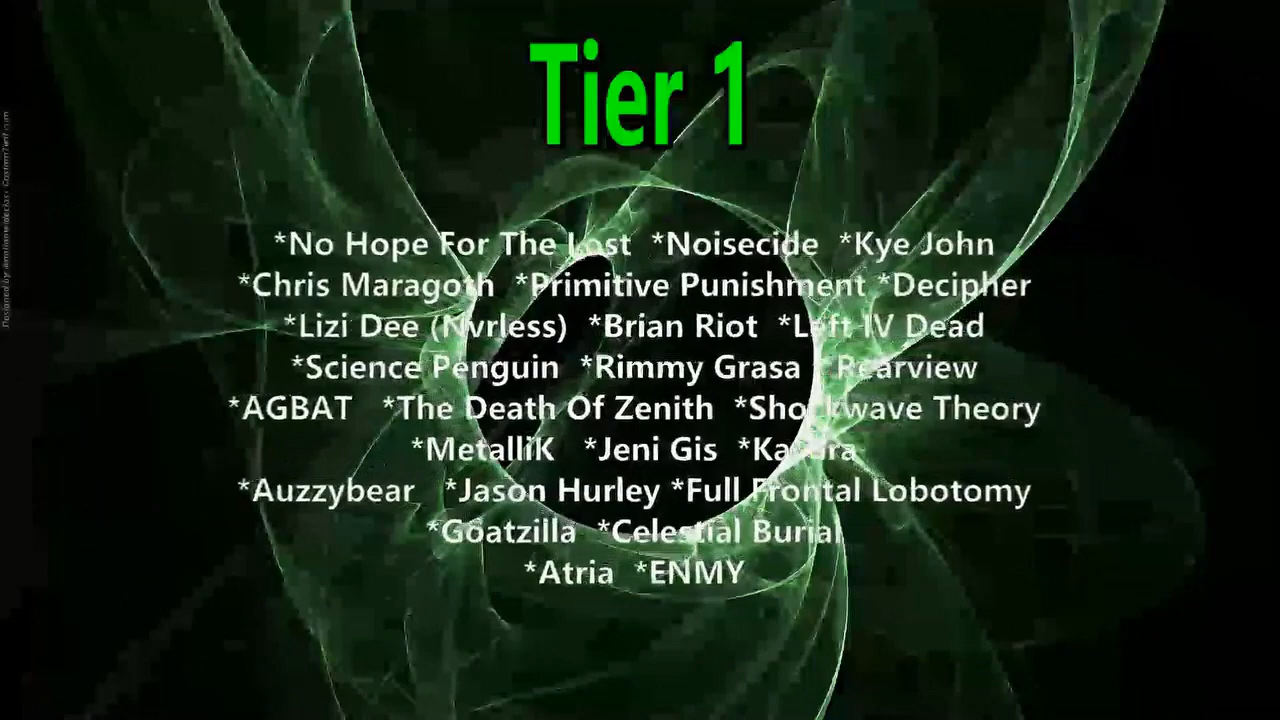 Tier 1
*No Hope For The Lost *Noisecide *Kye John
*Chris Maragoth *Primitive Punishment *Decipher
*Lizi Dee (Nvrless) *Brian Riot *Left IV Dead
*Science Penguin *Rimmy Grasa *Rearview
*AGBAT *The Death Of Zenith *Shockwave Theory
*MetalliK *Jeni Gis
*Auzzybear *Jason Hurley *Full Frontal Lobotomy
*Goatzilla *Celestial Burial
*Atria *ENMY